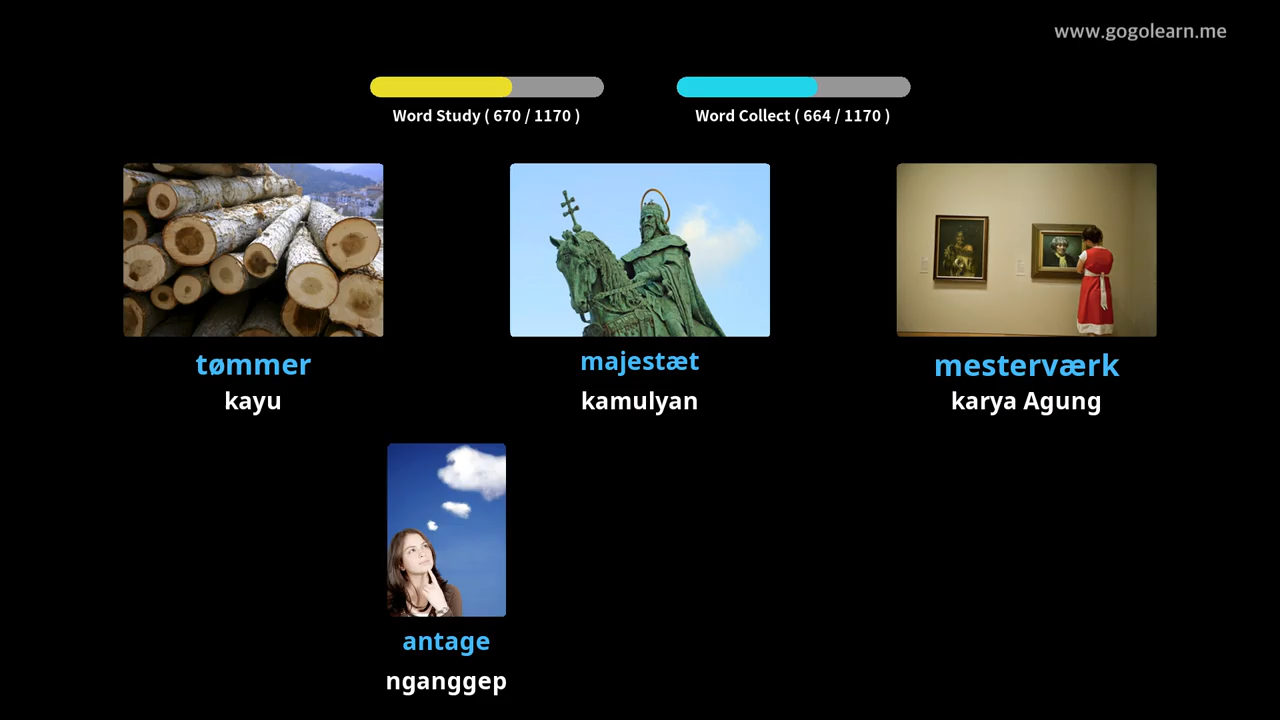 www.gogolearn.me
Word Study ( 670 / 1170 )
Word Collect ( 664 / 1170 )
tømmer
kayu
majestæt
kamulyan
mesterværk
karya Agung
antage
nganggep